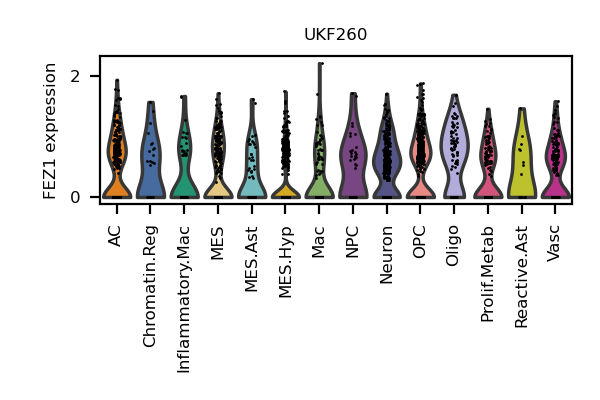 UKF260
FEZ1 expression
2
0
AC
Chromatin.Reg
Inflammatory.Mac
MES
MES.Ast
MES.Hyp
Mac
NPC
Neuron
OPC
Oligo
Prolif.Metab
Reactive.Ast
Vasc